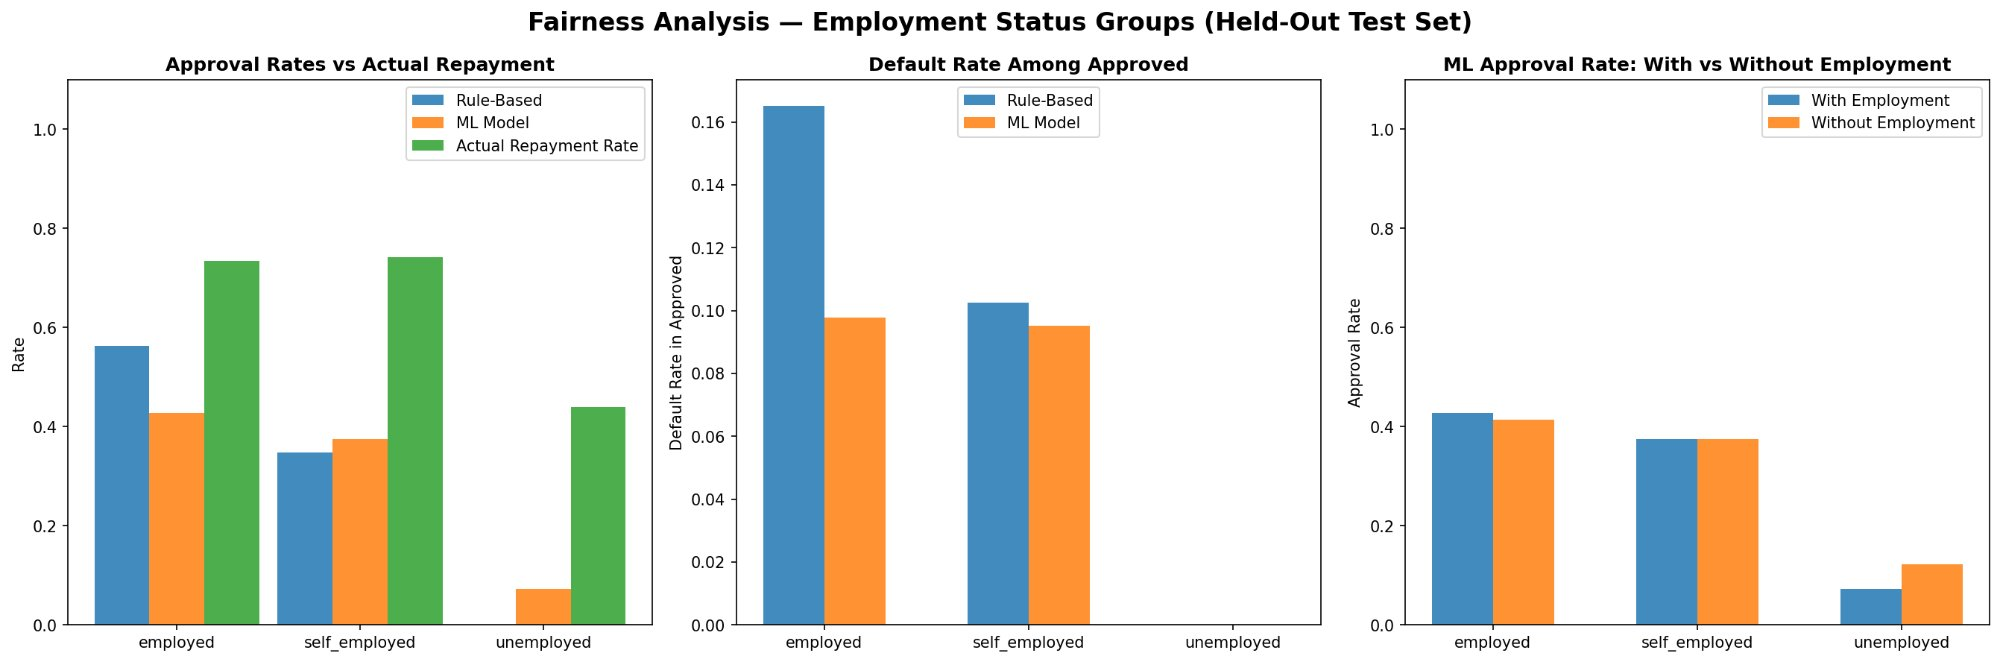 Fairness Analysis — Employment Status Groups (Held-Out Test Set)
Approval Rates vs Actual Repayment
Rule-Based
ML Model
Actual Repayment Rate
Rate
1.0
0.8
0.6
0.4
0.2
0.0
employed self_employed unemployed
Default Rate Among Approved
Rule-Based
ML Model
Default Rate in Approved
0.16
0.14
0.12
0.10
0.08
0.06
0.04
0.02
0.00
employed self_employed unemployed
ML Approval Rate: With vs Without Employment
With Employment
Without Employment
Approval Rate
1.0
0.8
0.6
0.4
0.2
0.0
employed self_employed unemployed